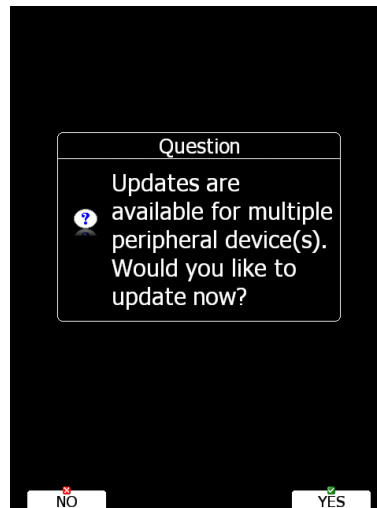 Question
Updates are
available for multiple
peripheral device(s).
Would you like to
update now?
NO
YES